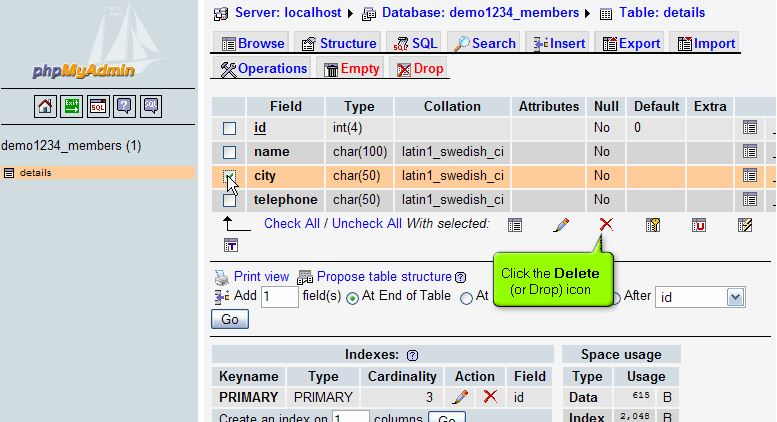 Server: localhost Database: demo1234_members Table: details
phpMyAdmin
Browse Structure SQL Search Insert Export Import
Operations Empty Drop
SQL
demo1234_members (1)
details
Field Type Collation Attributes Null Default Extra
id int(4) No 0
name char(100) latin1_swedish_ci No
city char(50) latin1_swedish_ci No
telephone char(50) latin1_swedish_ci No
Check All / Uncheck All With selected:
Click the Delete
(or Drop) icon
Print view Propose table structure
Add 1 field(s) At End of Table At After id
Go
Indexes:
Keyname Type Cardinality Action Field
PRIMARY PRIMARY 3 id
Create an index on 1 columns Go
Space usage
Type Usage
Data 615 B
Index 2,048 B